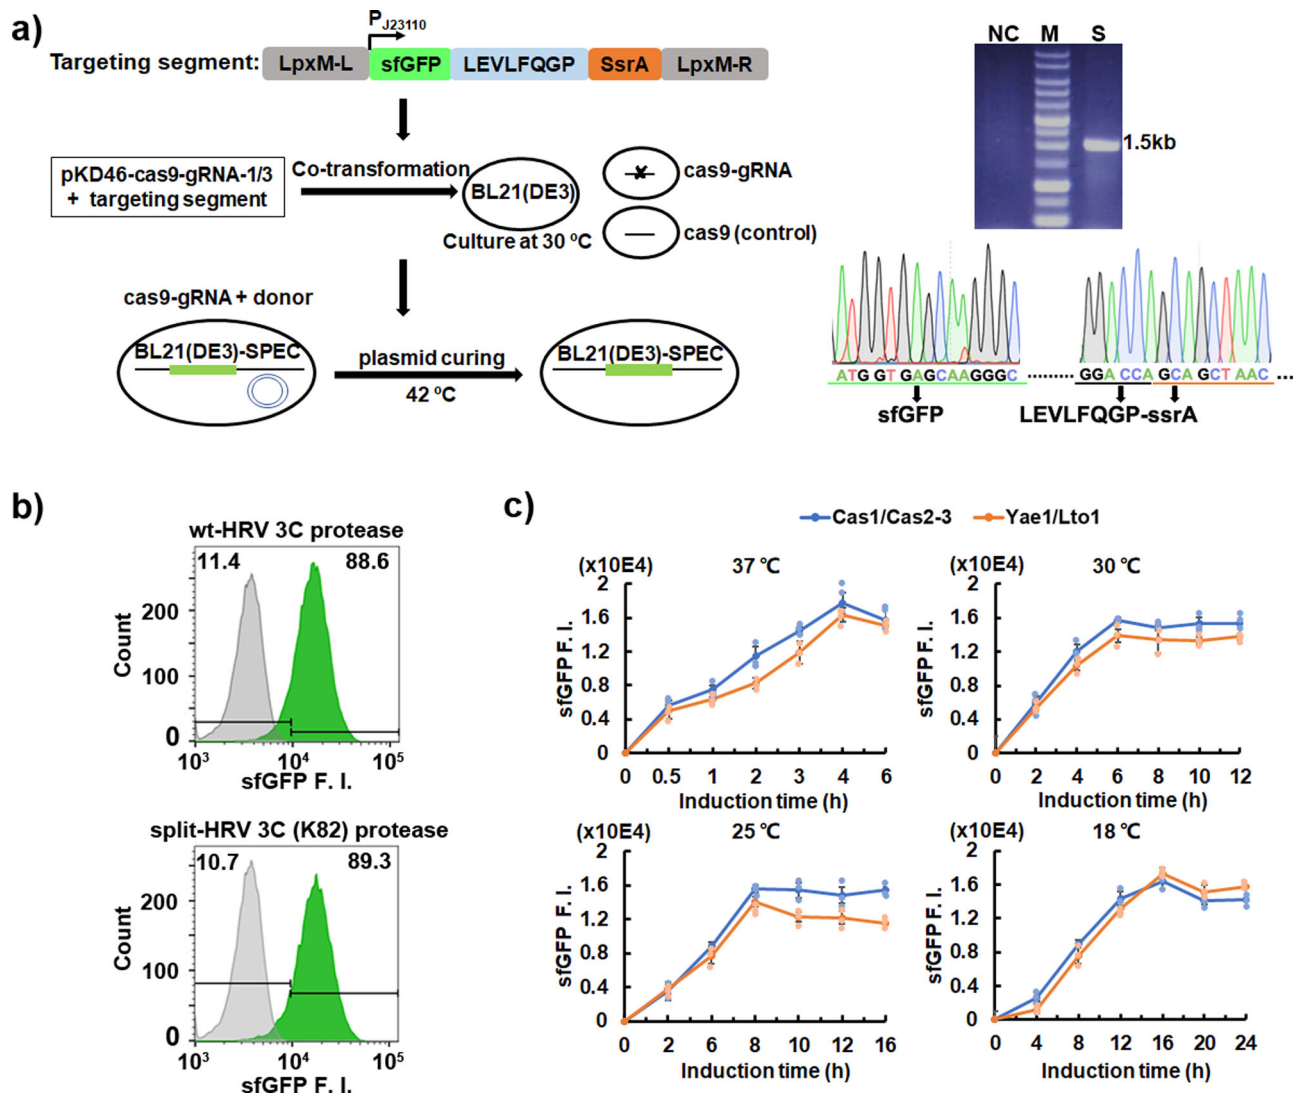 a)
P J23110
Targeting segment: LpxM-L sfGFP LEVLFQGP SsrA LpxM-R
pKD46-cas9-gRNA-1/3
+ targeting segment
Co-transformation
BL21(DE3)
Culture at 30 ºC
cas9-gRNA
cas9 (control)
cas9-gRNA + donor
BL21(DE3)-SPEC
plasmid curing
42 ºC
BL21(DE3)-SPEC
NC M S
1.5kb
ATGGTGAGCAAGGGC ......... GGACCAGCAGCTAAC ...
sfGFP
LEVLFQGP-ssrA
b)
wt-HRV 3C protease
11.4 88.6
Count
200
100
0
10³ 10⁴ 10⁵
sfGFP F. I.
split-HRV 3C (K82) protease
10.7 89.3
Count
200
100
0
10³ 10⁴ 10⁵
sfGFP F. I.
c)
Cas1/Cas2-3 Yae1/Lto1
(x10E4) 37 ℃
sfGFP F. I.
2
1.6
1.2
0.8
0.4
0
0 0.5 1 2 3 4 6
Induction time (h)
(x10E4) 30 ℃
sfGFP F. I.
2
1.6
1.2
0.8
0.4
0
0 2 4 6 8 10 12
Induction time (h)
(x10E4) 25 ℃
sfGFP F. I.
2
1.6
1.2
0.8
0.4
0
0 2 6 8 10 12 16
Induction time (h)
(x10E4) 18 ℃
sfGFP F. I.
2
1.6
1.2
0.8
0.4
0
0 4 8 12 16 20 24
Induction time (h)